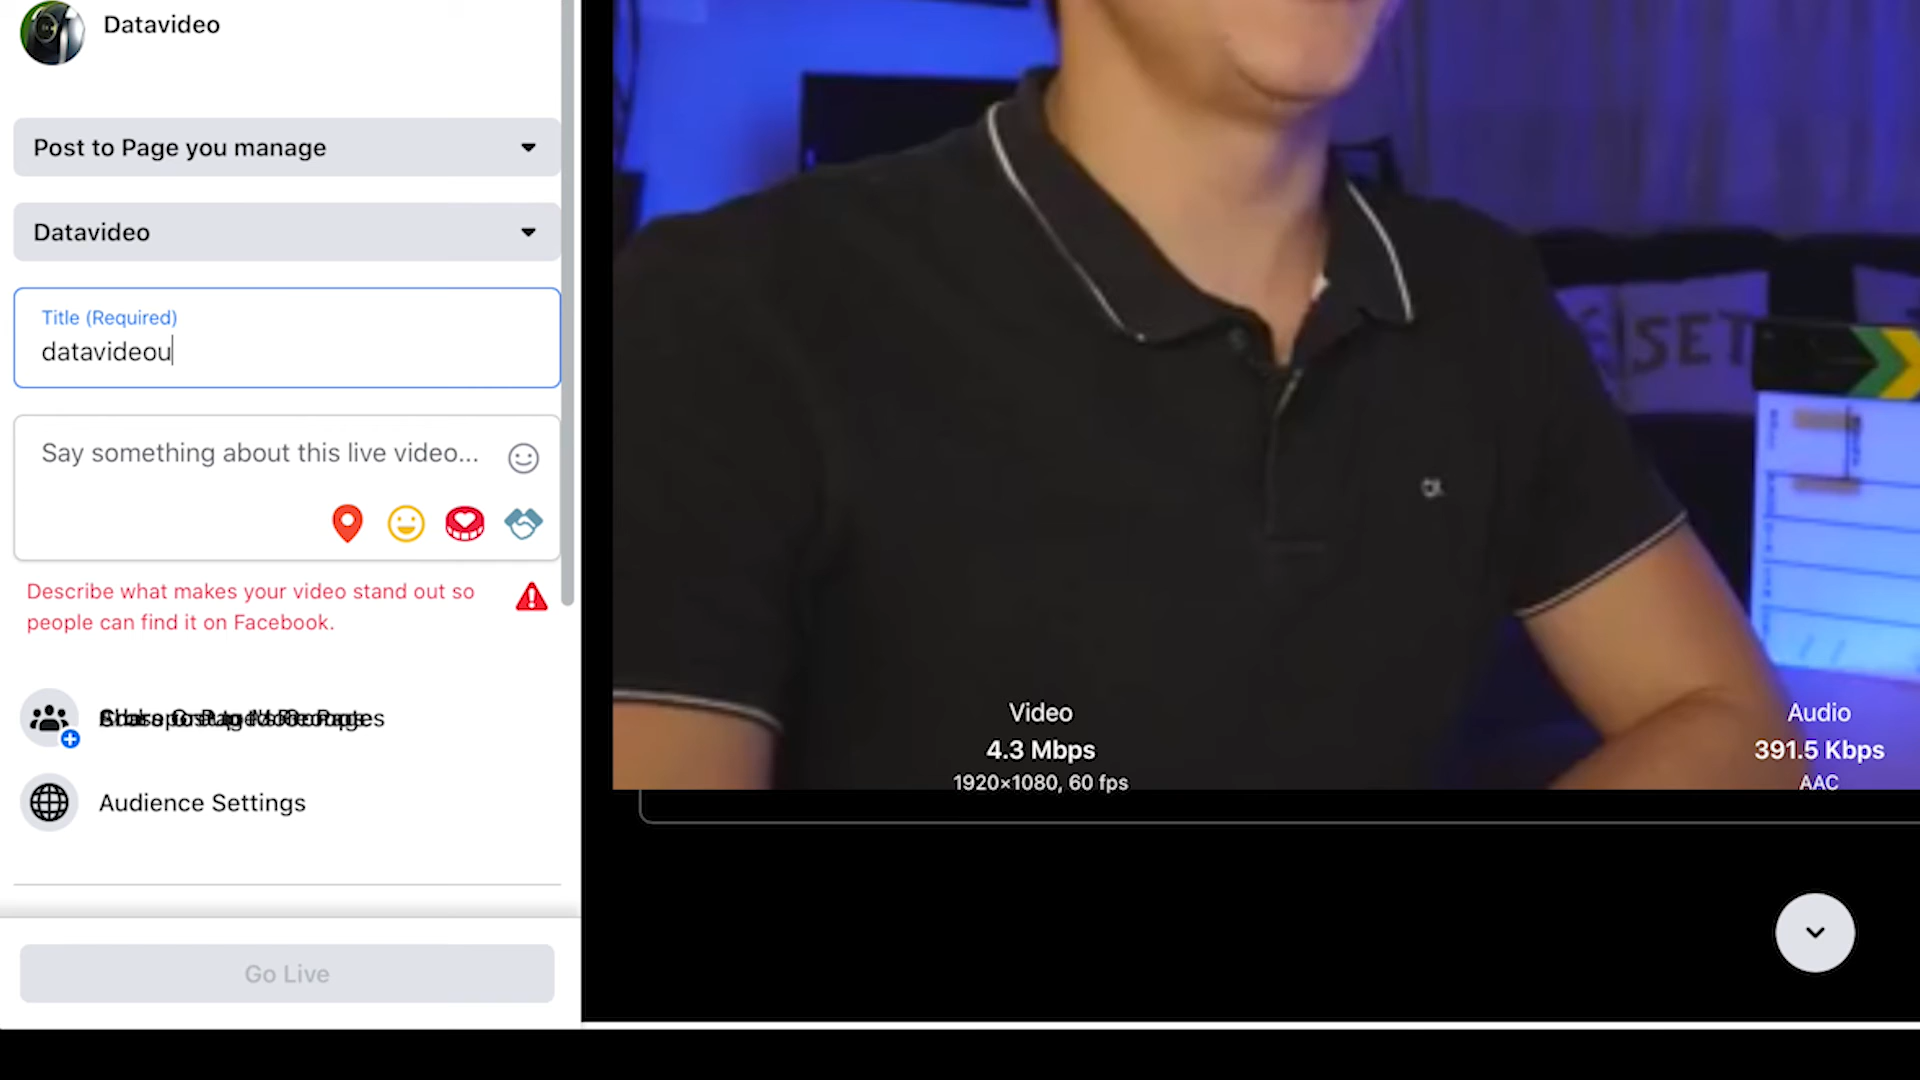 Datavideo
Post to Page you manage
Datavideo
Title (Required)
datavideou
Say something about this live video...
Describe what makes your video stand out so
people can find it on Facebook.
Audience Settings
Go Live
SET
Video
4.3 Mbps
1920×1080, 60 fps
Audio
391.5 Kbps
AAC